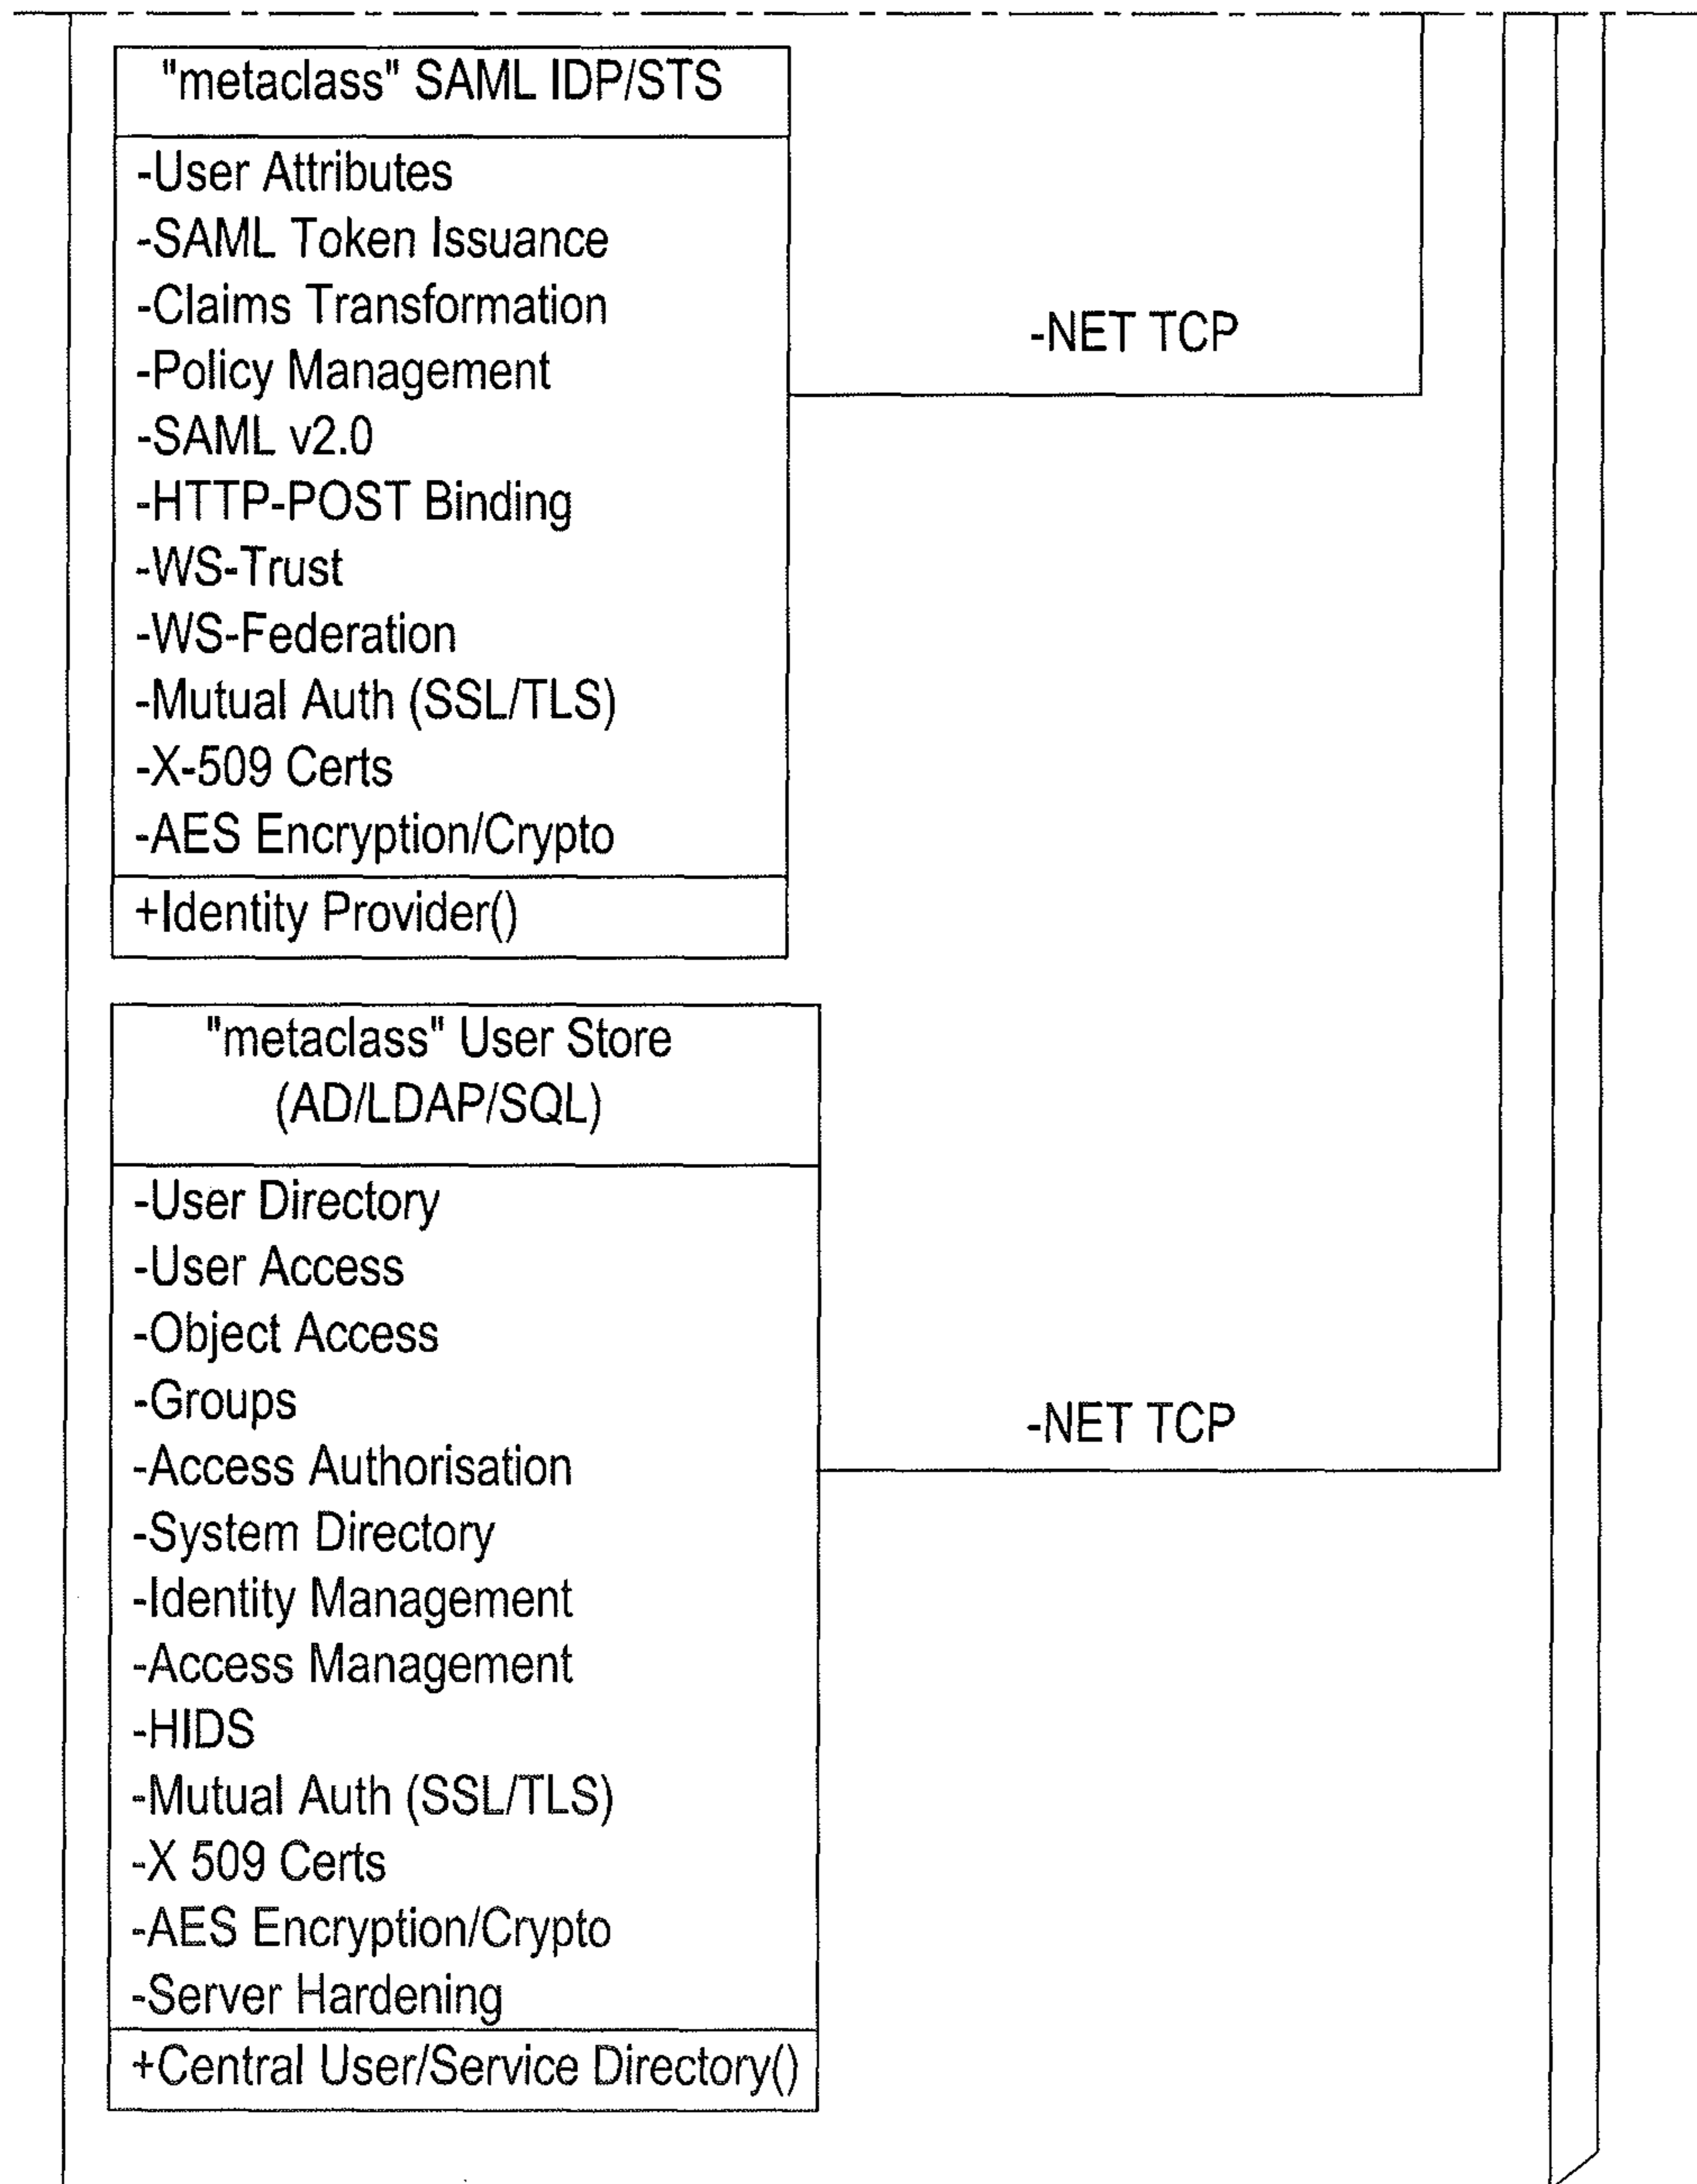 "metaclass" SAML IDP/STS
-User Attributes
-SAML Token Issuance
-Claims Transformation
-Policy Management
-SAML v2.0
-HTTP-POST Binding
-WS-Trust
-WS-Federation
-Mutual Auth (SSL/TLS)
-X-509 Certs
-AES Encryption/Crypto
+Identity Provider()
-NET TCP
"metaclass" User Store
(AD/LDAP/SQL)
-User Directory
-User Access
-Object Access
-Groups
-Access Authorisation
-System Directory
-Identity Management
-Access Management
-HIDS
-Mutual Auth (SSL/TLS)
-X 509 Certs
-AES Encryption/Crypto
-Server Hardening
+Central User/Service Directory()
-NET TCP